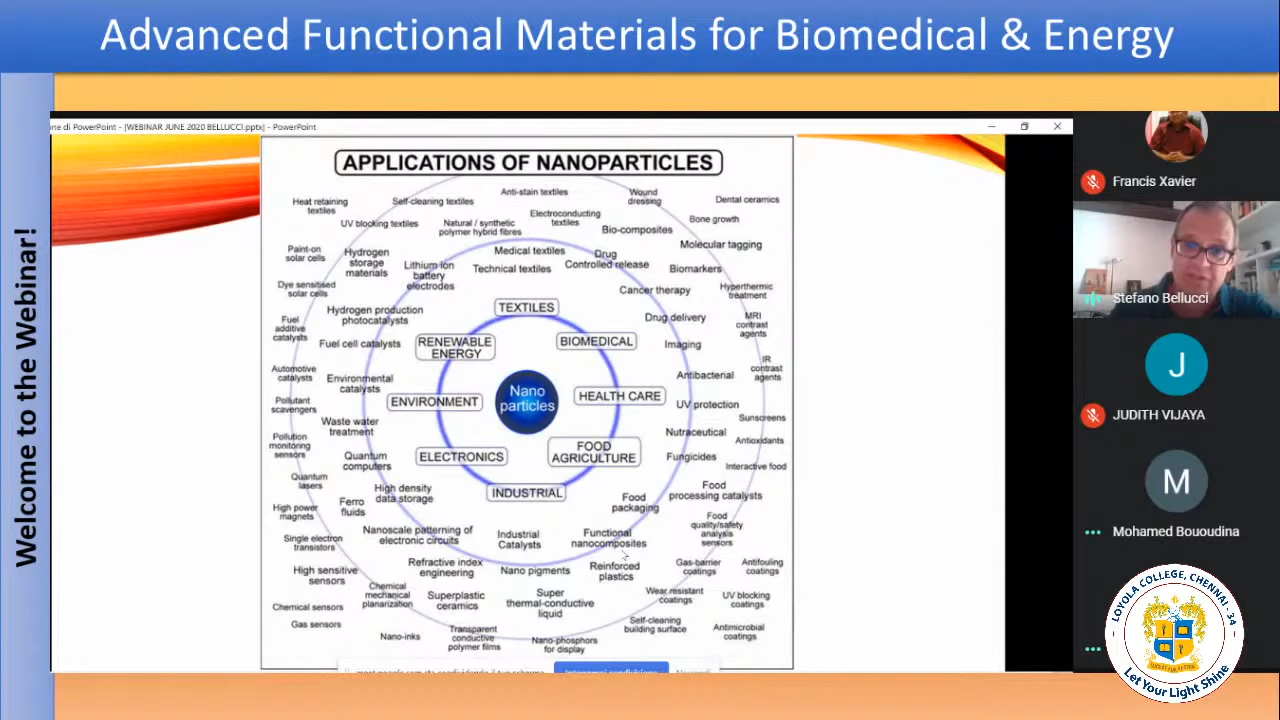 Advanced Functional Materials for Biomedical & Energy
Welcome to the Webinar!
ne di PowerPoint - [WEBINAR JUNE 2020 BELLUCCI.pptx] - PowerPoint
APPLICATIONS OF NANOPARTICLES
Anti-stain textiles
Wound
dressing
Heat retaining
textiles
Self-cleaning textiles
Dental ceramics
UV blocking textiles
Natural / synthetic
polymer hybrid fibres
Electroconducting
textiles
Bio-composites
Bone growth
Paint-on
solar cells
Hydrogen
storage
materials
Lithium ion
battery
electrodes
Medical textiles
Technical textiles
Drug
Controlled release
Molecular tagging
Biomarkers
Dye sensitised
solar cells
Cancer therapy
Hyperthermic
treatment
Hydrogen production
photocatalysts
TEXTILES
Drug delivery
MRI
contrast
agents
Fuel
additive
catalysts
Fuel cell catalysts
RENEWABLE
ENERGY
BIOMEDICAL
Imaging
IR
contrast
agents
Automotive
catalysts
Environmental
catalysts
Antibacterial
Pollutant
scavengers
ENVIRONMENT
Nano
particles
HEALTH CARE
UV protection
Sunscreens
Waste water
treatment
Nutraceutical
Antioxidants
Pollution
monitoring
sensors
Quantum
computers
ELECTRONICS
FOOD
AGRICULTURE
Fungicides
Interactive food
Quantum
lasers
High density
data storage
INDUSTRIAL
Food
processing catalysts
High power
magnets
Ferro
fluids
Food
packaging
Food
quality/safety
analysis
sensors
Single electron
transistors
Nanoscale patterning of
electronic circuits
Industrial
Catalysts
Functional
nanocomposites
High sensitive
sensors
Refractive index
engineering
Nano pigments
Reinforced
plastics
Gas-barrier
coatings
Antifouling
coatings
Chemical
mechanical
planarization
Superplastic
ceramics
Super
thermal-conductive
liquid
Wear resistant
coatings
UV blocking
coatings
Chemical sensors
Gas sensors
Nano-inks
Transparent
conductive
polymer films
Nano-phosphors
for display
Self-cleaning
building surface
Antimicrobial
coatings
Francis Xavier
Stefano Bellucci
J
JUDITH VIJAYA
M
Mohamed Bououdina
LOYOLA COLLEGE, CHENNAI - 34
Let Your Light Shine